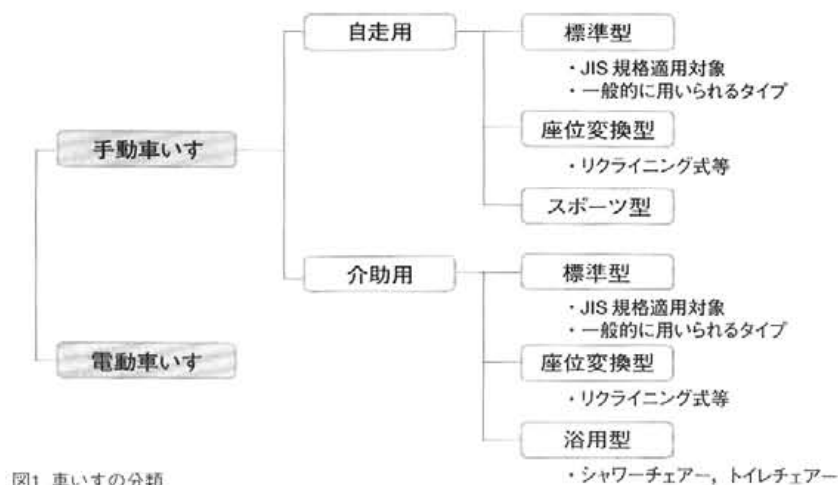 手動車いす
自走用
標準型
・JIS 規格適用対象
・一般的に用いられるタイプ
座位変換型
・リクライニング式等
スポーツ型
介助用
標準型
・JIS 規格適用対象
・一般的に用いられるタイプ
座位変換型
・リクライニング式等
浴用型
・シャワーチェアー，トイレチェアー
電動車いす
図1 車いすの分類